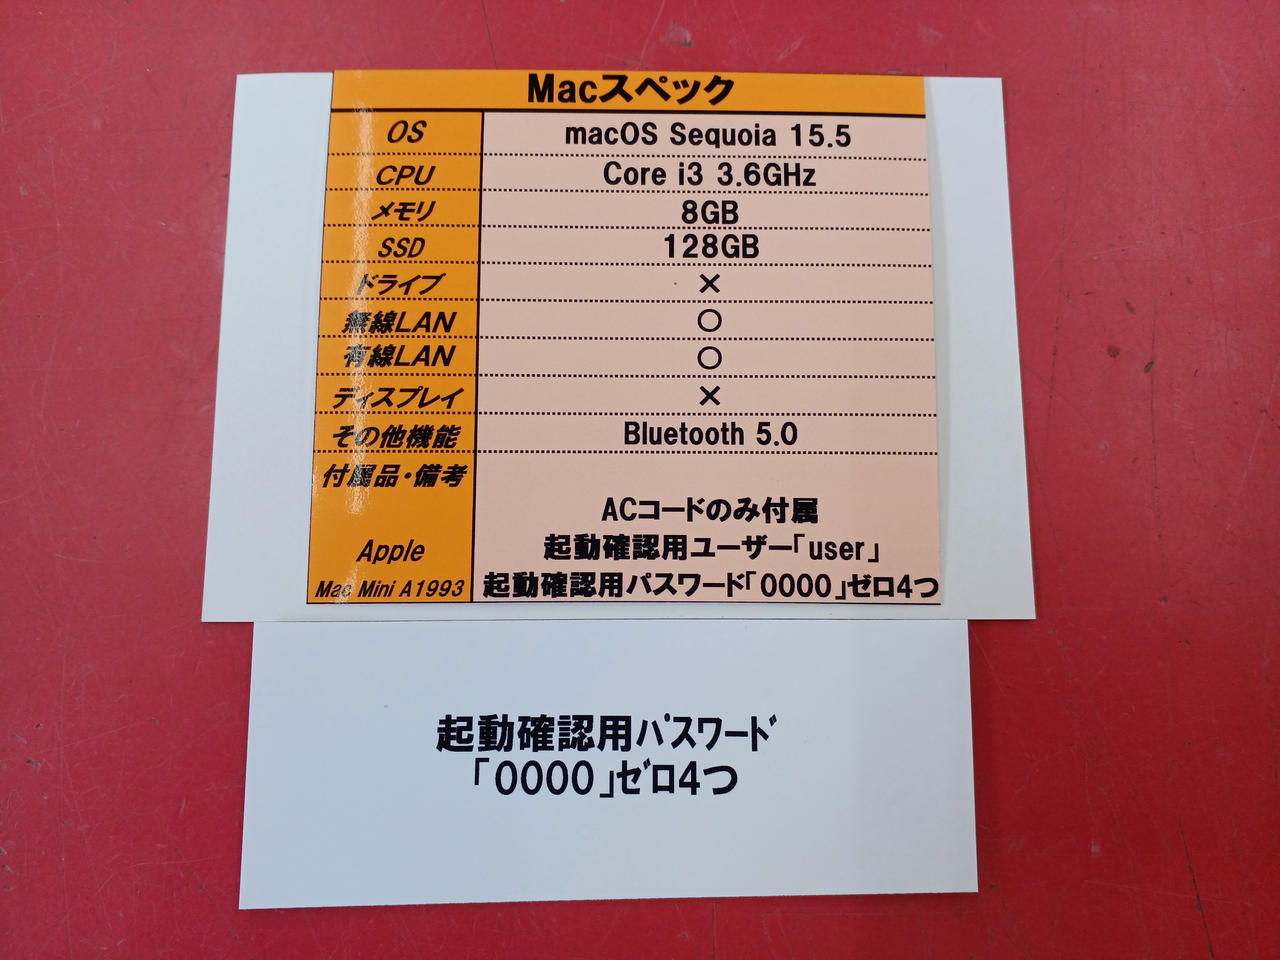 Macスペック
OS macOS Sequoia 15.5
CPU Core i3 3.6GHz
メモリ 8GB
SSD 128GB
ドライブ ×
無線LAN ○
有線LAN ○
ディスプレイ ×
その他機能 Bluetooth 5.0
付属品・備考
ACコードのみ付属
Apple 起動確認用ユーザー「user」
Mac Mini A1993 起動確認用パスワード「0000」ゼロ4つ
起動確認用ﾊﾟｽﾜｰﾄﾞ
「0000」ｾﾞﾛ4つ